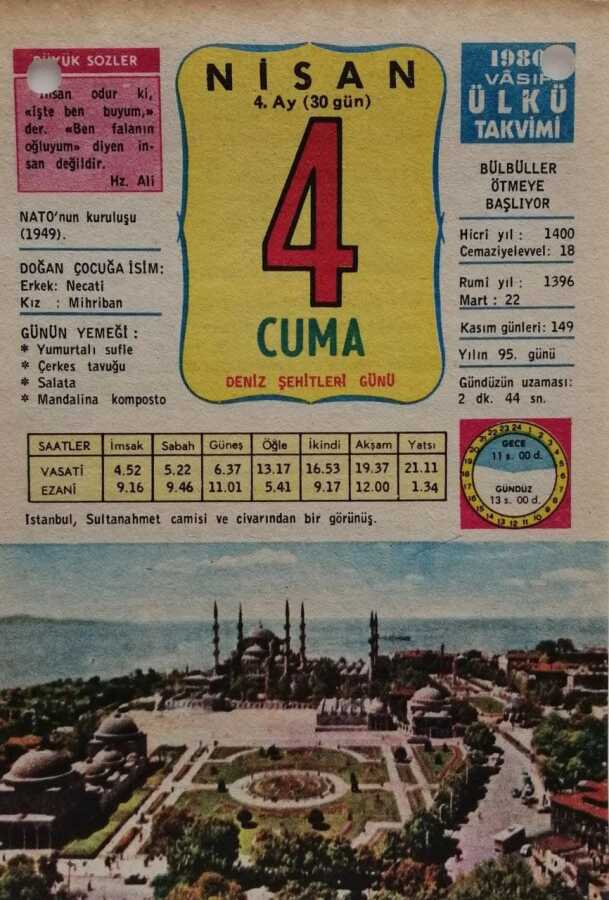 SÖZLER
odur ki,
«işte ben buyum,»
der. «Ben falanın
oğluyum» diyen in-
san değildir.
Hz. Ali
NATO'nun kuruluşu
(1949).
DOĞAN ÇOCUĞA İSİM:
Erkek: Necati
Kız : Mihriban
GÜNÜN YEMEĞİ :
* Yumurtalı sufle
* Çerkes tavuğu
* Salata
* Mandalina komposto
NİSAN
4. Ay (30 gün)
4
CUMA
DENİZ ŞEHİTLERİ GÜNÜ
1980
VÂSIF
ÜLKÜ
TAKVİMİ
BÜLBÜLLER
ÖTMEYE
BAŞLIYOR
Hicri yıl : 1400
Cemaziyelevvel: 18
Rumi yıl : 1396
Mart : 22
Kasım günleri: 149
Yılın 95. günü
Gündüzün uzaması:
2 dk. 44 sn.
SAATLER İmsak Sabah Güneş Öğle İkindi Akşam Yatsı
VASATİ 4.52 5.22 6.37 13.17 16.53 19.37 21.11
EZANİ 9.16 9.46 11.01 5.41 9.17 12.00 1.34
GECE
11 s. 00 d.
GÜNDÜZ
13 s. 00 d.
İstanbul, Sultanahmet camisi ve civarından bir görünüş.